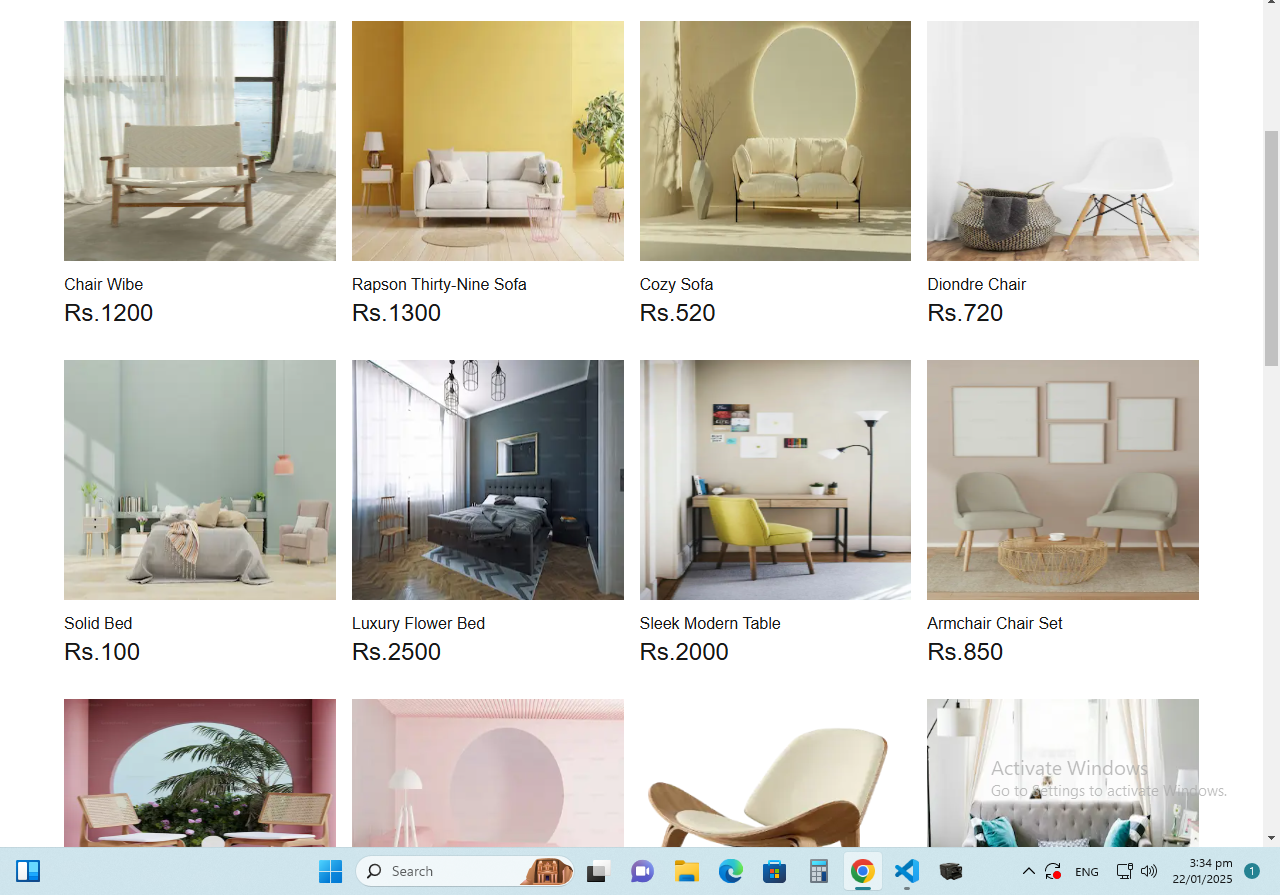 Chair Wibe
Rs.1200
Rapson Thirty-Nine Sofa
Rs.1300
Cozy Sofa
Rs.520
Diondre Chair
Rs.720
Solid Bed
Rs.100
Luxury Flower Bed
Rs.2500
Sleek Modern Table
Rs.2000
Armchair Chair Set
Rs.850
Activate Windows
Go to Settings to activate Windows.
Search
ENG
3:34 pm
22/01/2025
1